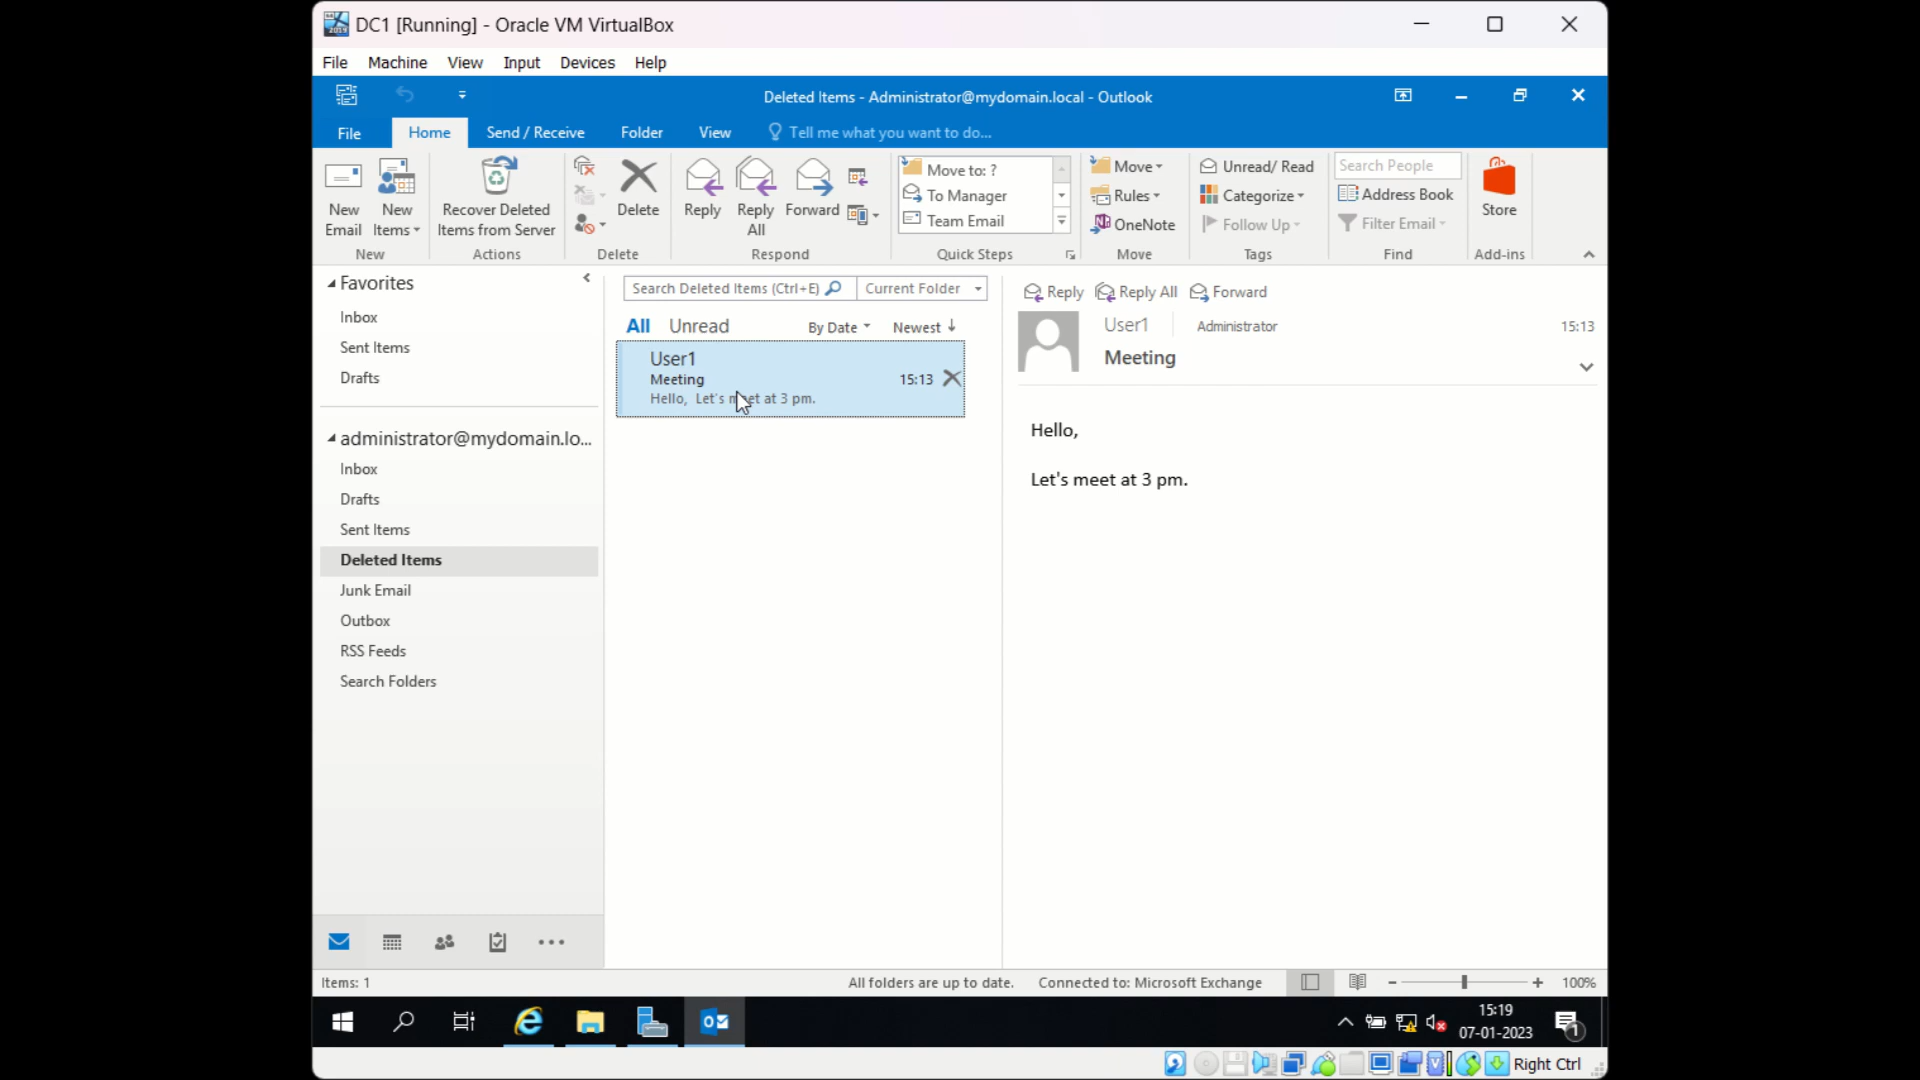 DC1 [Running] - Oracle VM VirtualBox
File Machine View Input Devices Help
Deleted Items - Administrator@mydomain.local - Outlook
File Home Send / Receive Folder View Tell me what you want to do...
New Email
New Items
Recover Deleted Items from Server
Delete
Reply
Reply All
Forward
Move to: ?
To Manager
Team Email
Move
Rules
OneNote
Unread/ Read
Categorize
Follow Up
Search People
Address Book
Filter Email
Store
New Actions Delete Respond Quick Steps Move Tags Find Add-ins
Favorites
Inbox
Sent Items
Drafts
administrator@mydomain.lo...
Inbox
Drafts
Sent Items
Deleted Items
Junk Email
Outbox
RSS Feeds
Search Folders
Search Deleted Items (Ctrl+E) Current Folder
All Unread By Date Newest
User1
Meeting 15:13
Hello, Let's meet at 3 pm.
Reply Reply All Forward
User1 Administrator 15:13
Meeting
Hello,
Let's meet at 3 pm.
Items: 1 All folders are up to date. Connected to: Microsoft Exchange 100%
15:19
07-01-2023
1
Right Ctrl